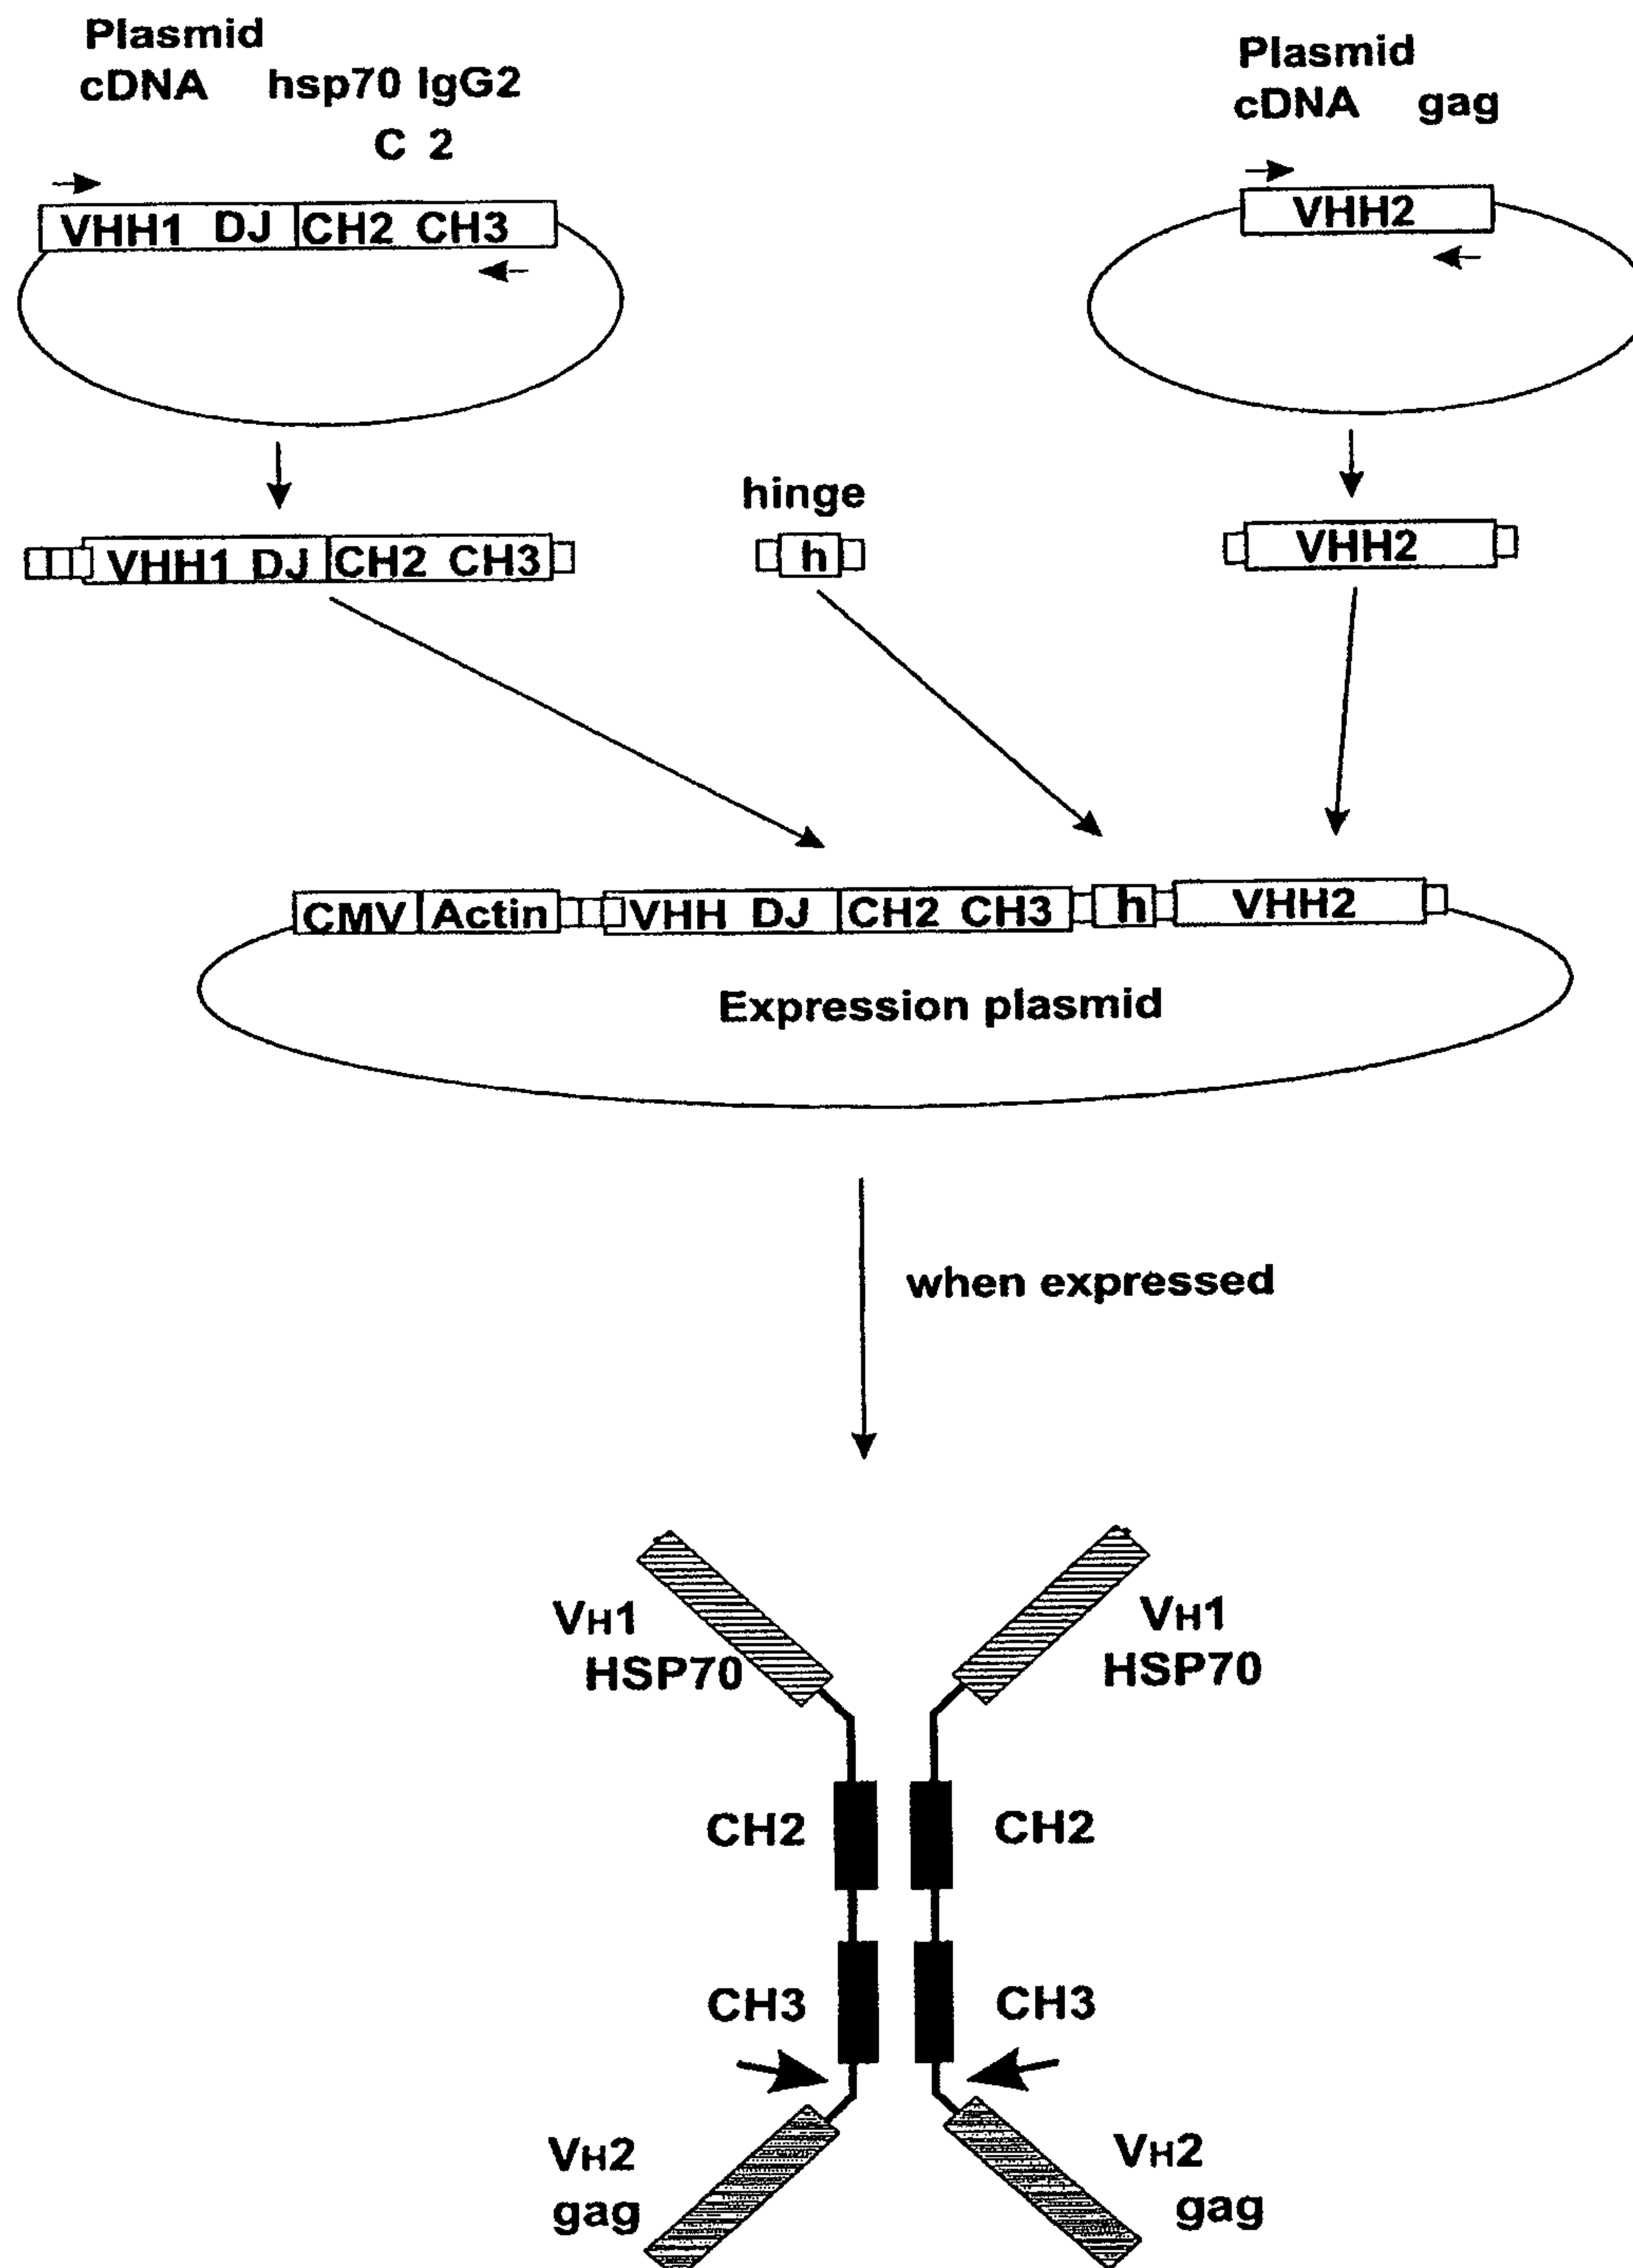 Plasmid
cDNA hsp70 IgG2
C 2
Plasmid
cDNA gag
VHH1 DJ CH2 CH3
VHH2
hinge
VHH1 DJ CH2 CH3
h
VHH2
CMV Actin VHH DJ CH2 CH3 h VHH2
Expression plasmid
when expressed
VH1
HSP70
VH1
HSP70
CH2
CH2
CH3
CH3
VH2
gag
VH2
gag